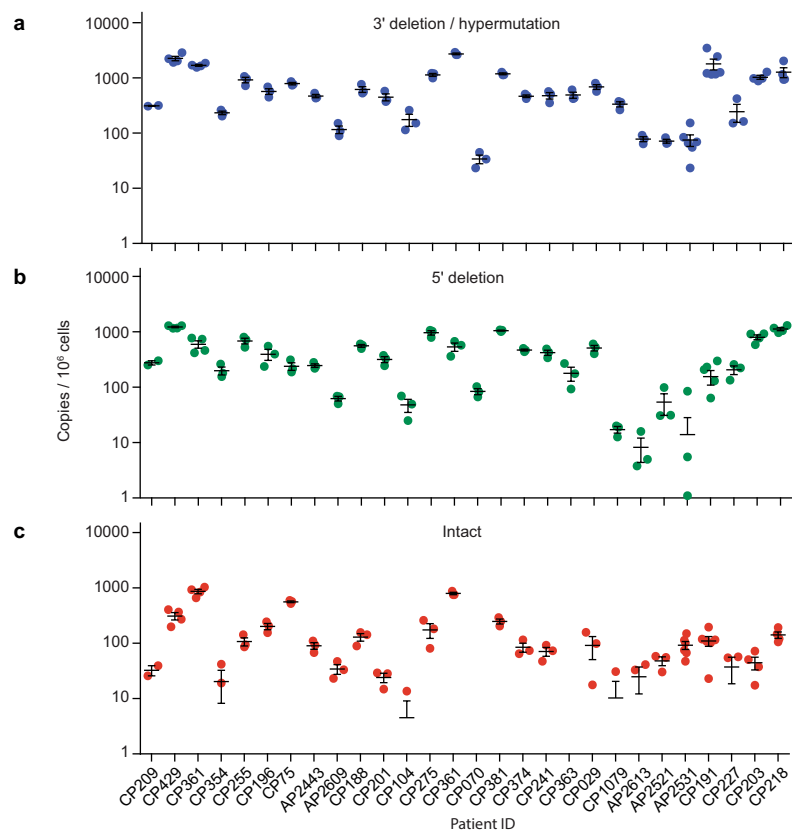 a
3' deletion / hypermutation
10000
1000
100
10
1
b
5' deletion
10000
1000
100
10
1
Copies / 10⁶ cells
c
Intact
10000
1000
100
10
1
CP209 CP429 CP361 CP354 CP255 CP196 CP75 AP2443 AP2609 CP188 CP201 CP104 CP275 CP361 CP070 CP381 CP374 CP241 CP363 CP029 CP1079 AP2613 AP2521 AP2531 CP191 CP227 CP203 CP218
Patient ID